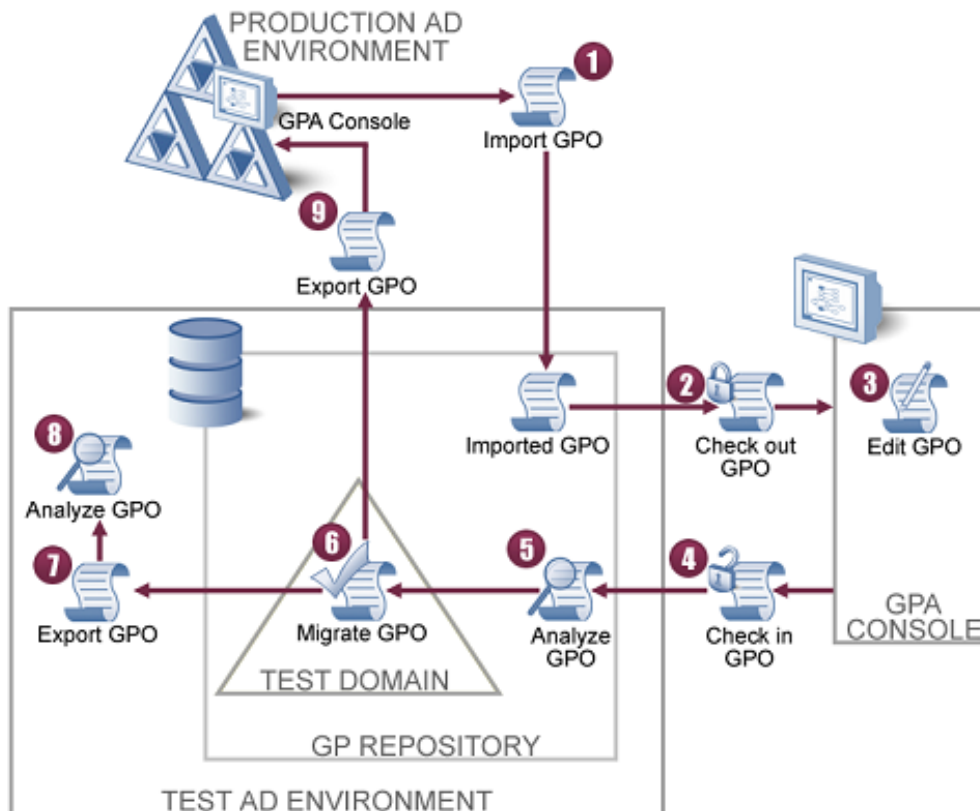 PRODUCTION AD
ENVIRONMENT
1
GPA Console
Import GPO
9
Export GPO
2
3
Imported GPO
Check out
GPO
Edit GPO
8
Analyze GPO
7
6
5
4
Export GPO
Migrate GPO
Analyze
GPO
Check in
GPO
GPA
CONSOLE
TEST DOMAIN
GP REPOSITORY
TEST AD ENVIRONMENT